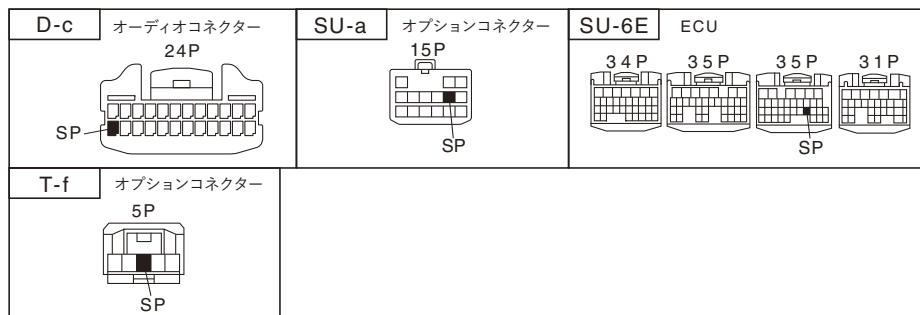 D-c オーディオコネクター
24P
SP
SU-a オプションコネクター
15P
SP
SU-6E ECU
34P 35P 35P 31P
SP
T-f オプションコネクター
5P
SP